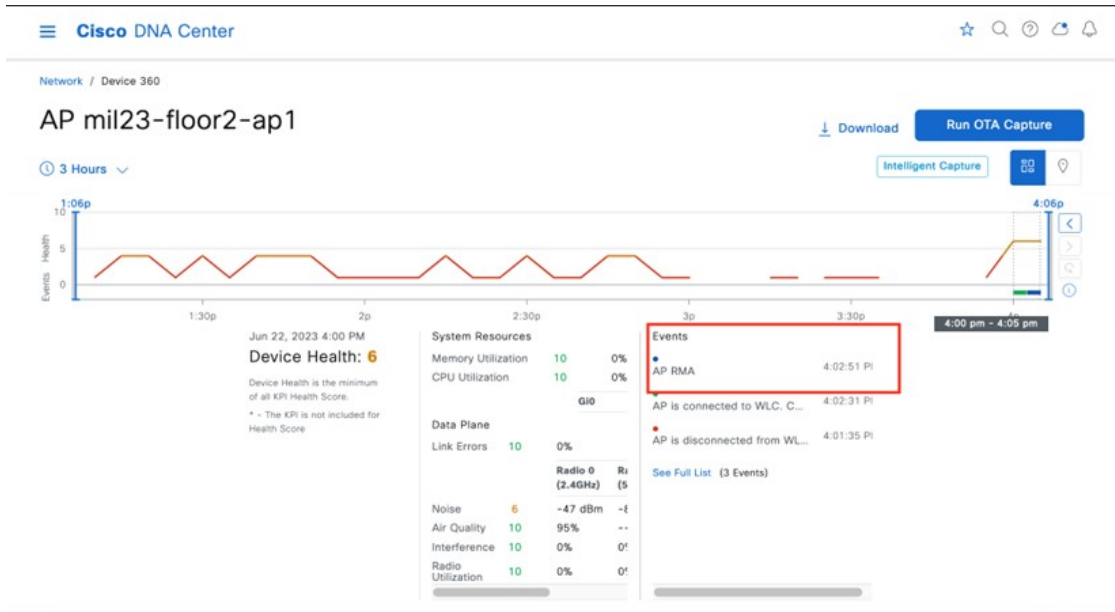 Cisco DNA Center
Network / Device 360
AP mil23-floor2-ap1
Download
Run OTA Capture
3 Hours
Intelligent Capture
1:06p
4:06p
10
5
0
Health
Events
1:30p
2p
2:30p
3p
3:30p
4:00 pm - 4:05 pm
Jun 22, 2023 4:00 PM
Device Health: 6
Device Health is the minimum
of all KPI Health Score.
* - The KPI is not included for
Health Score
System Resources
Memory Utilization 10 0%
CPU Utilization 10 0%
Gi0
Data Plane
Link Errors 10 0%
Radio 0
(2.4GHz)
Noise 6 -47 dBm
Air Quality 10 95% --
Interference 10 0%
Radio
Utilization 10 0%
Events
AP RMA 4:02:51
AP is connected to WLC. C... 4:02:31
AP is disconnected from WL... 4:01:35
See Full List (3 Events)